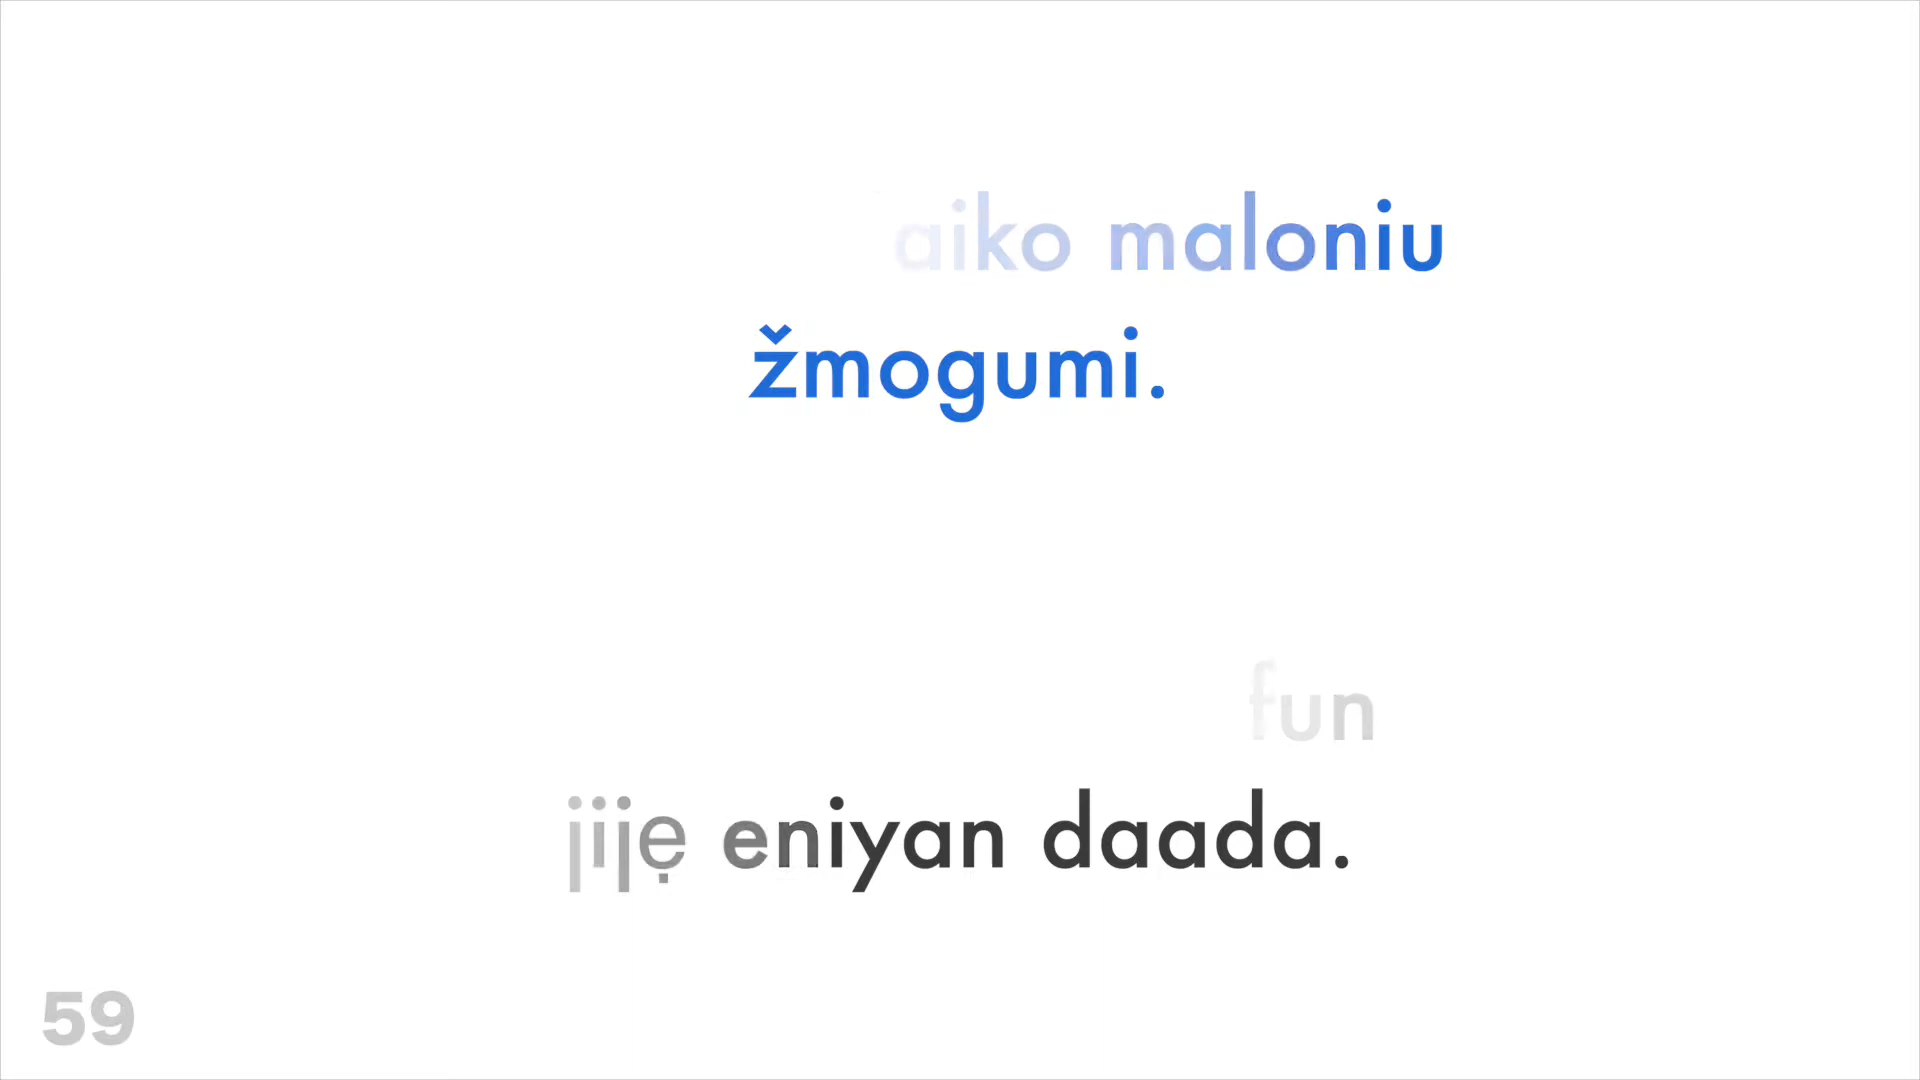 aiko maloniu
žmogumi.
fun
jijẹ eniyan daada.
59